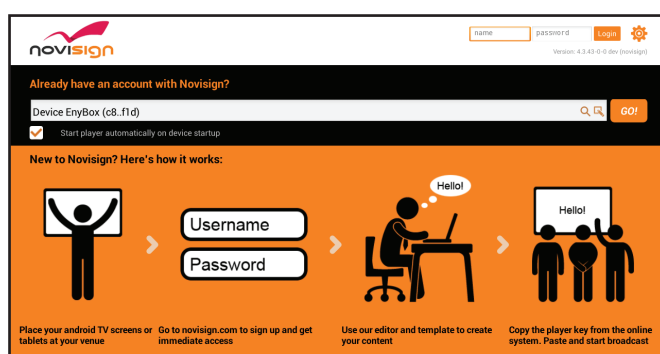 novisign
name password Login
Version: 4.3.43-0-0 dev (novisign)
Already have an account with Novisign?
Device EnyBox (c8..f1d) GO!
Start player automatically on device startup
New to Novisign? Here's how it works:
Hello!
Hello!
Username
Password
Place your android TV screens or
tablets at your venue
Go to novisign.com to sign up and get
immediate access
Use our editor and template to create
your content
Copy the player key from the online
system. Paste and start broadcast